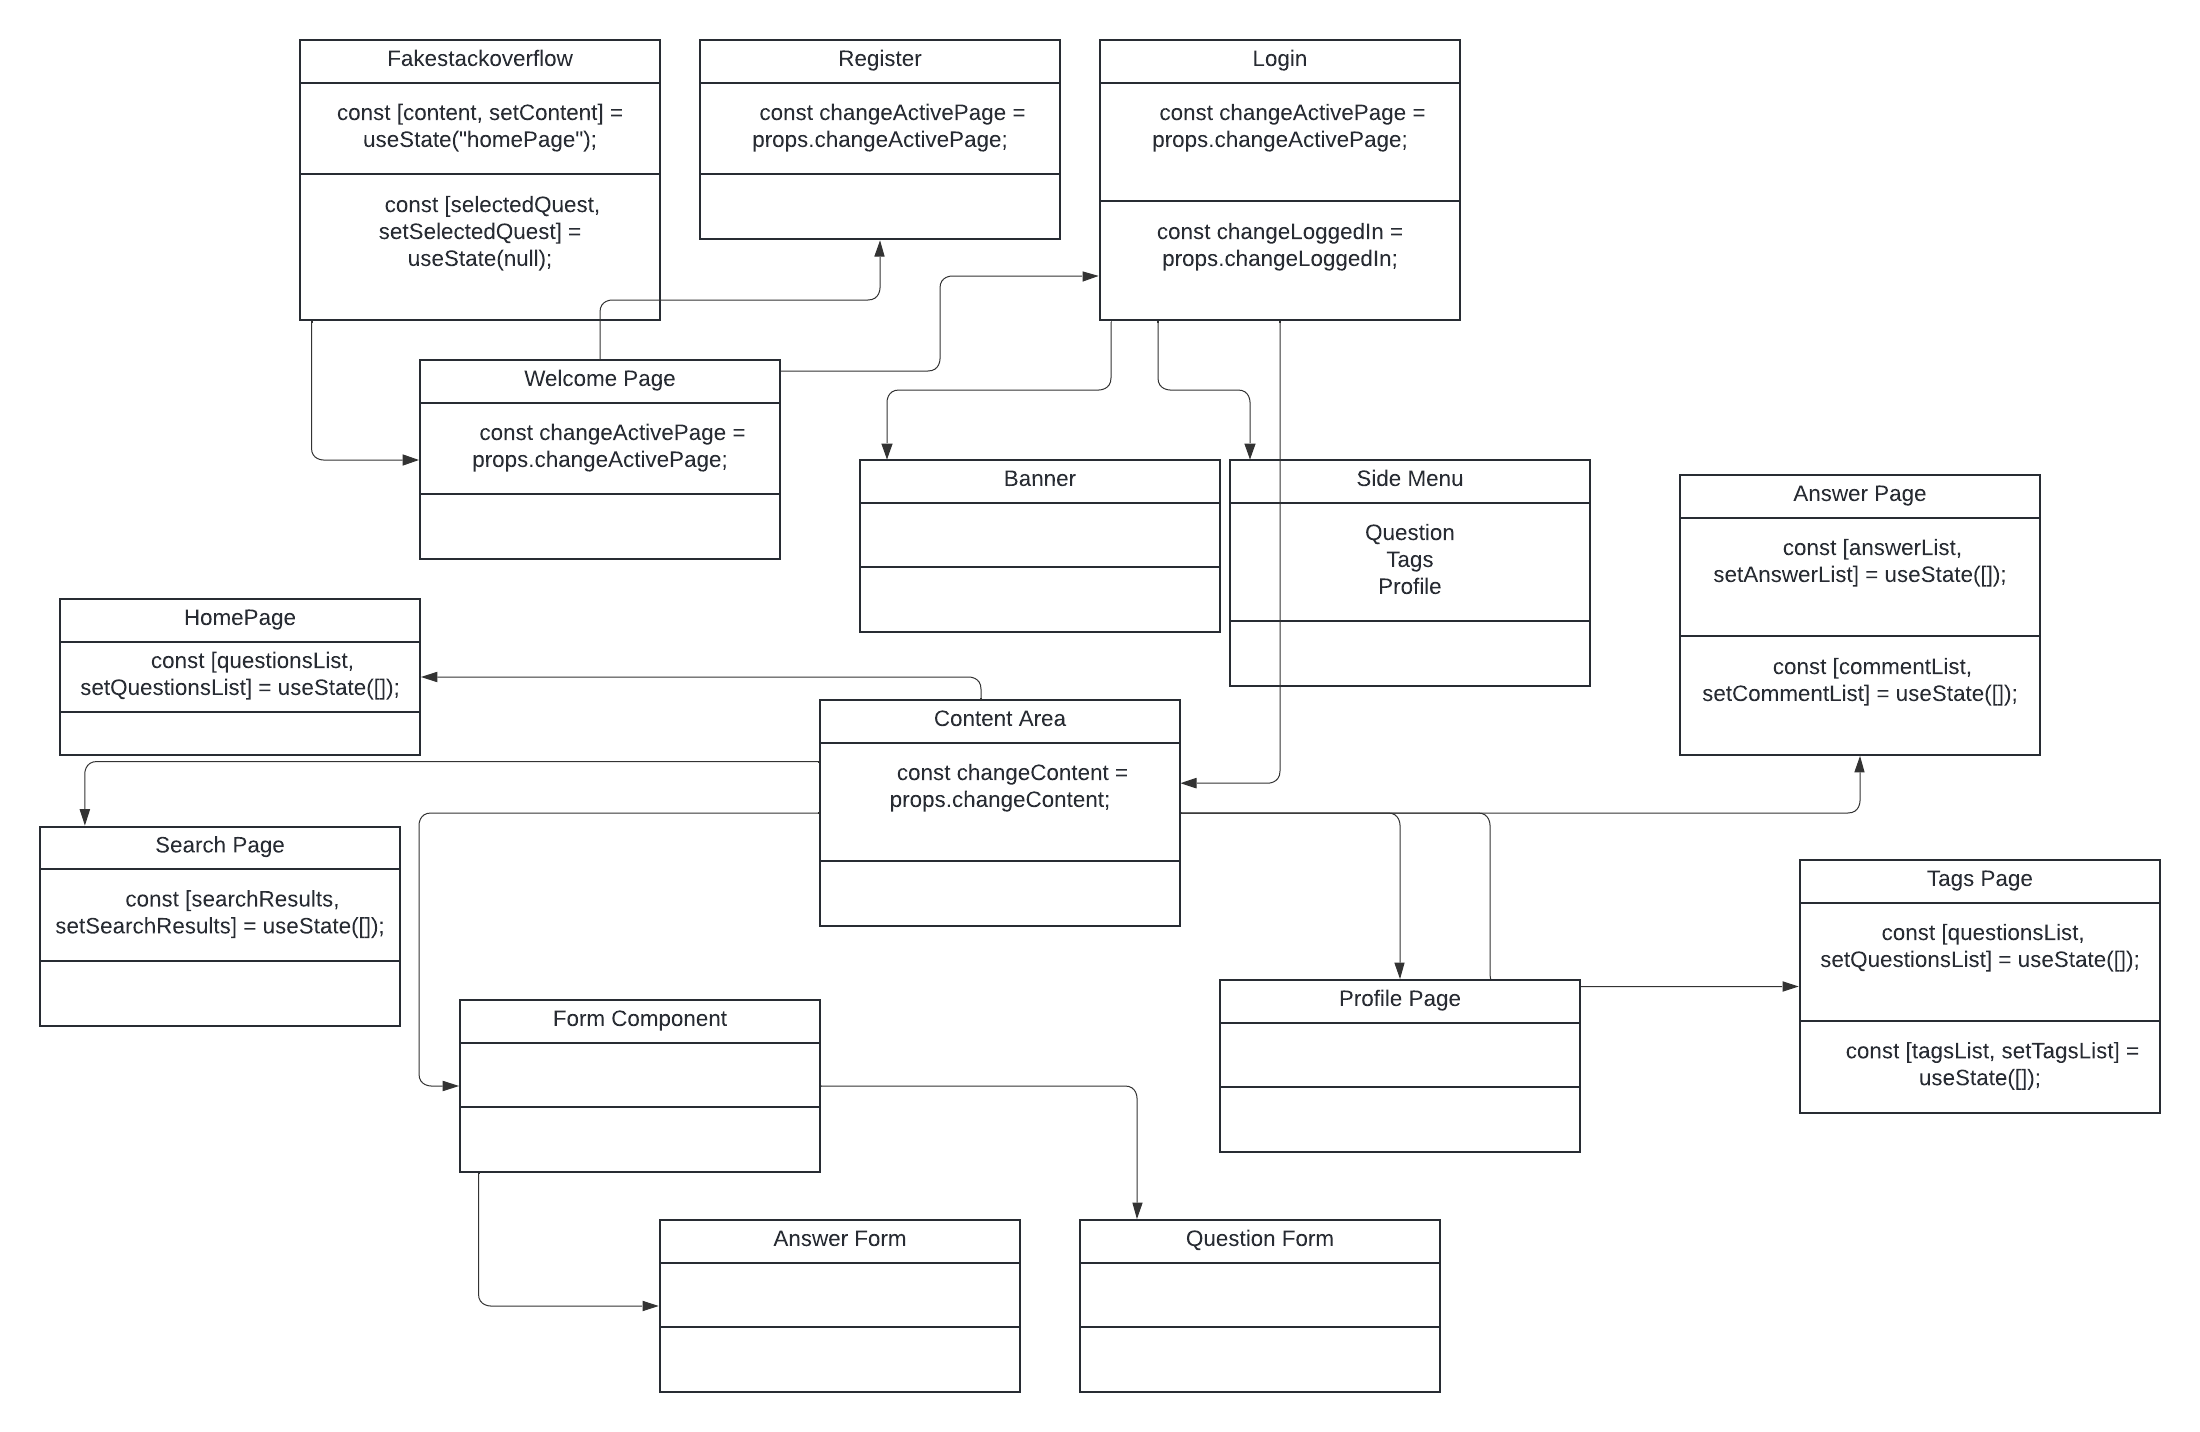 Fakestackoverflow
const [content, setContent] =
useState("homePage");
const [selectedQuest,
setSelectedQuest] =
useState(null);
Register
const changeActivePage =
props.changeActivePage;
Login
const changeActivePage =
props.changeActivePage;
const changeLoggedIn =
props.changeLoggedIn;
Welcome Page
const changeActivePage =
props.changeActivePage;
Banner
Side Menu
Question
Tags
Profile
Answer Page
const [answerList,
setAnswerList] = useState([]);
const [commentList,
setCommentList] = useState([]);
HomePage
const [questionsList,
setQuestionsList] = useState([]);
Content Area
const changeContent =
props.changeContent;
Search Page
const [searchResults,
setSearchResults] = useState([]);
Tags Page
const [questionsList,
setQuestionsList] = useState([]);
const [tagsList, setTagsList] =
useState([]);
Form Component
Profile Page
Answer Form
Question Form